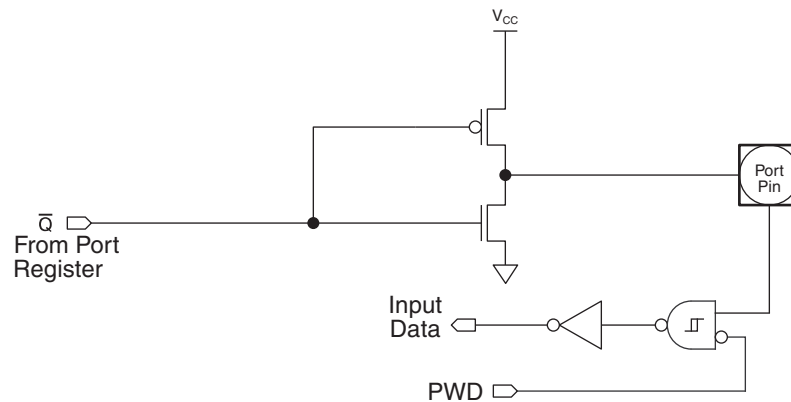 VCC
Port
Pin
Q̅
From Port
Register
Input
Data
PWD